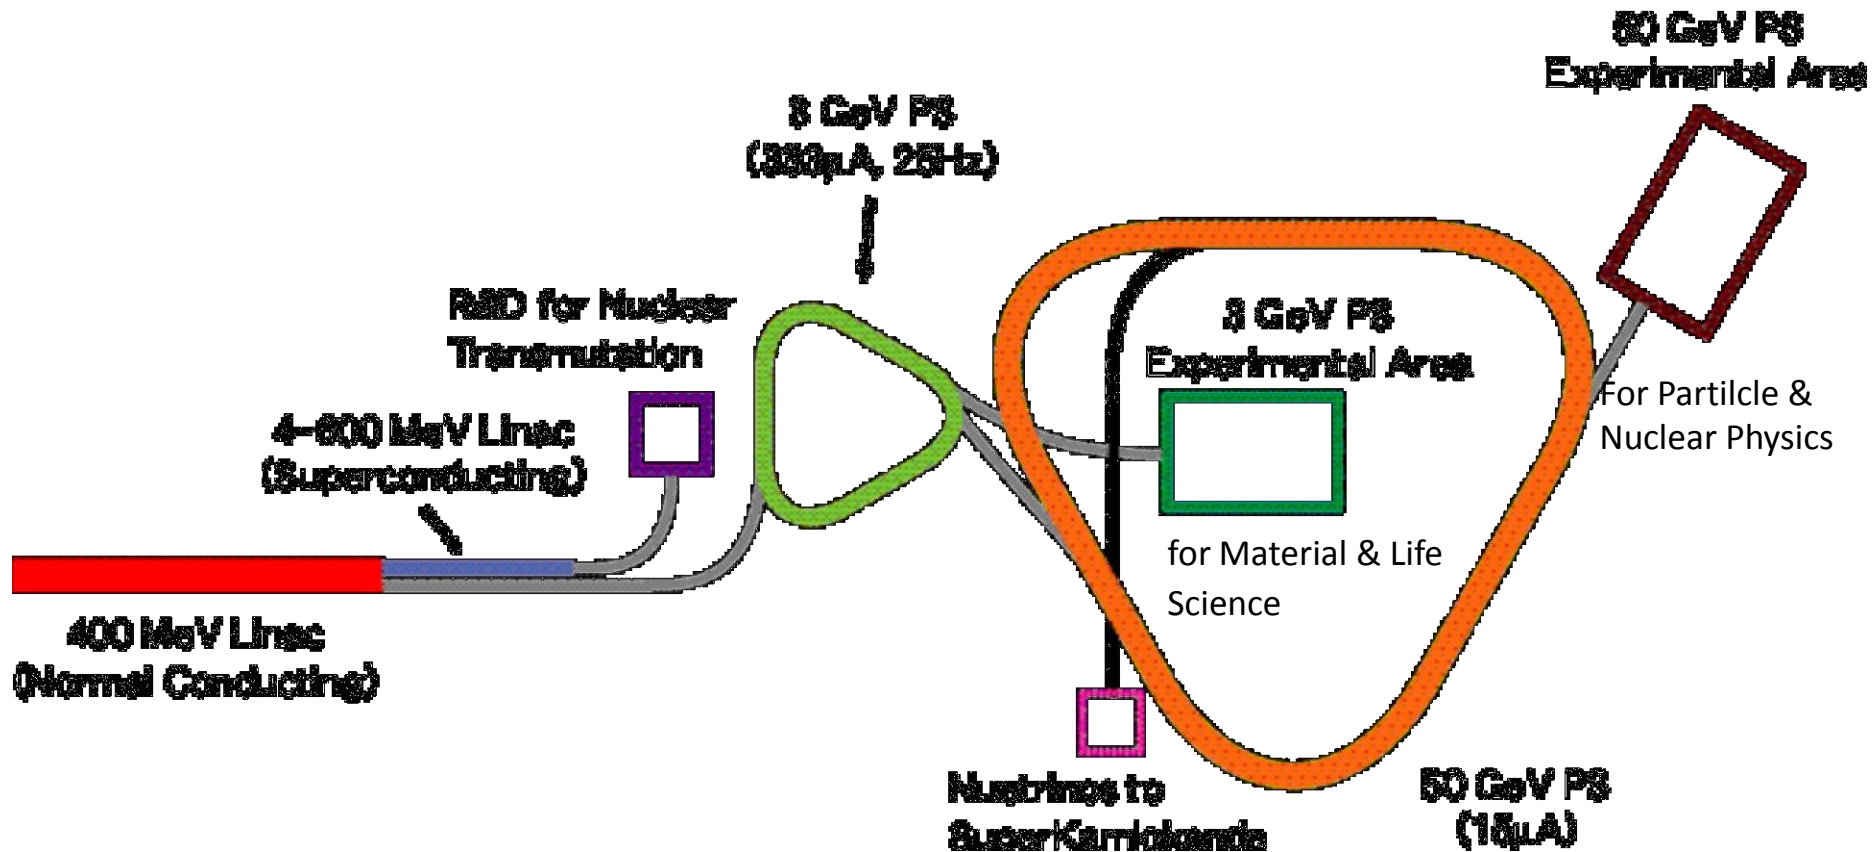 50 GeV PS
Experimental Area
3 GeV PS
(333μA, 25Hz)
R&D for Nuclear
Transmutation
3 GeV PS
Experimental Area
For Partilcle &
Nuclear Physics
4-600 MeV Linac
(Superconducting)
for Material & Life
Science
400 MeV Linac
(Normal Conducting)
Neutrinos to
SuperKamiokande
50 GeV PS
(15μA)